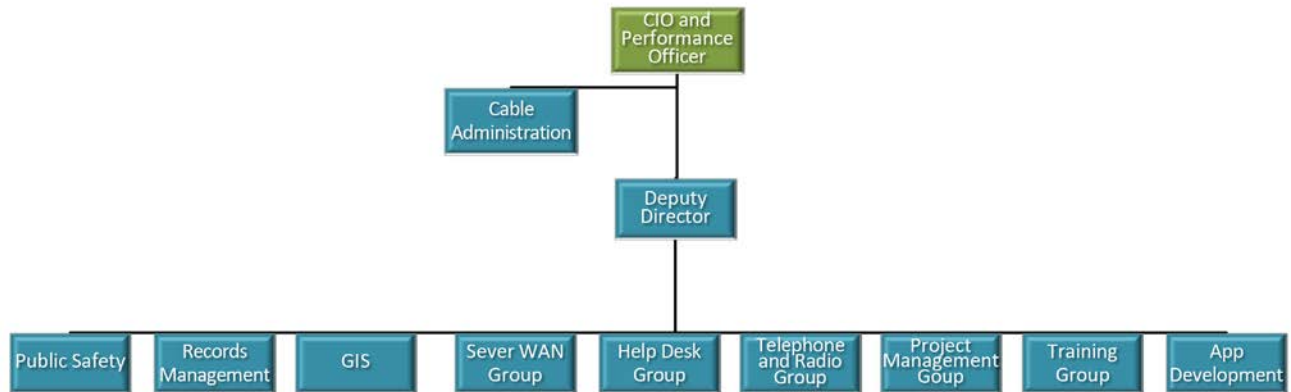 CIO and
Performance
Officer
Cable
Administration
Deputy
Director
Public Safety
Records
Management
GIS
Sever WAN
Group
Help Desk
Group
Telephone
and Radio
Group
Project
Management
Goup
Training
Group
App
Development